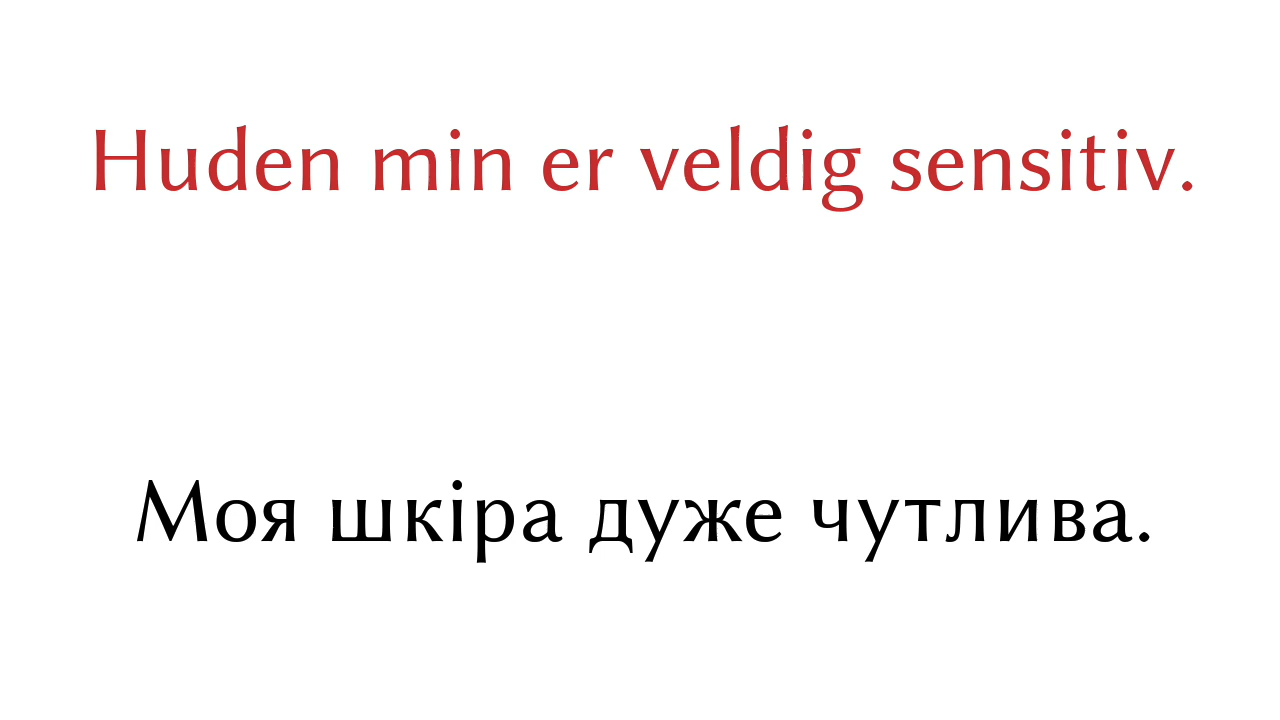 Huden min er veldig sensitiv.
Моя шкіра дуже чутлива.